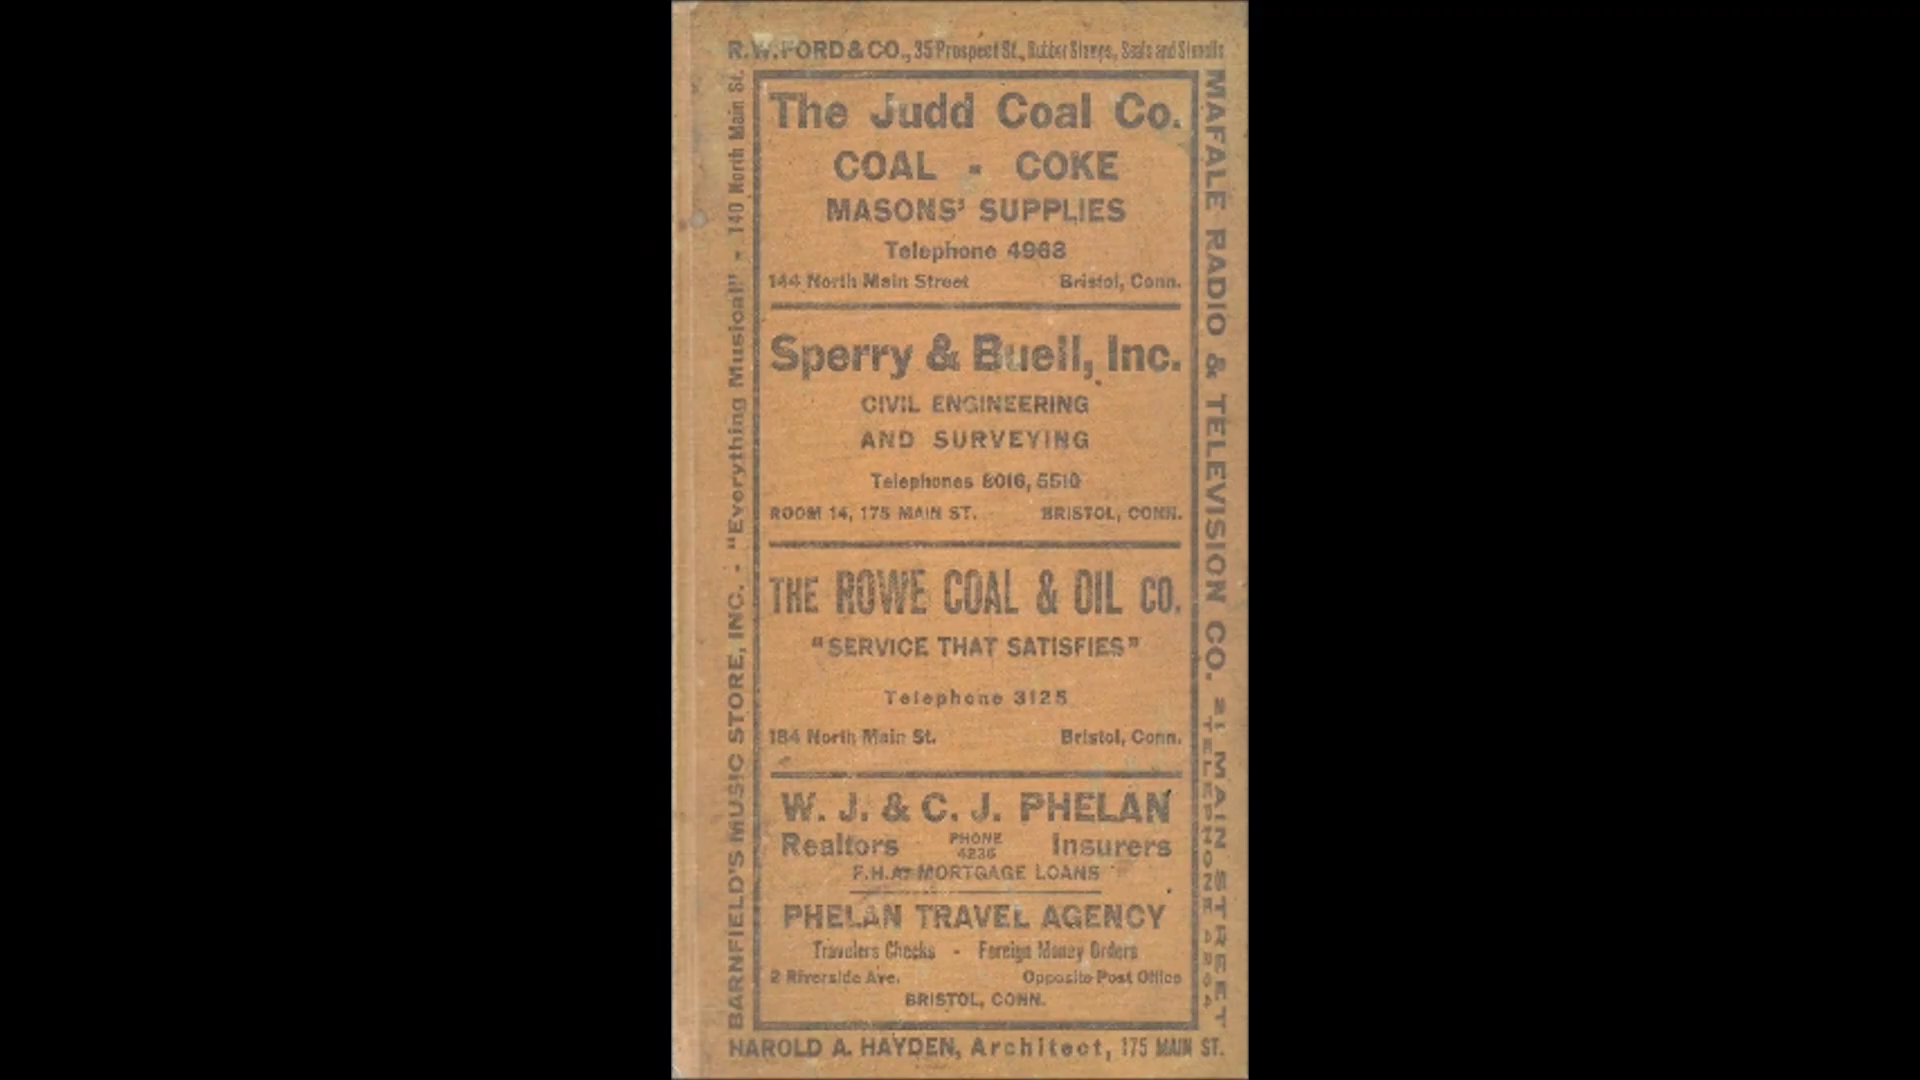 R.W. FORD & CO., 35 Prospect St., Rubber Stamps, Seals and Stencils
The Judd Coal Co.
COAL - COKE
MASONS' SUPPLIES
Telephone 4968
144 North Main Street Bristol, Conn.
Sperry & Buell, Inc.
CIVIL ENGINEERING
AND SURVEYING
Telephones 8016, 5510
ROOM 14, 175 MAIN ST. BRISTOL, CONN.
THE ROWE COAL & OIL CO.
"SERVICE THAT SATISFIES"
Telephone 3125
184 North Main St. Bristol, Conn.
W. J. & C. J. PHELAN
Realtors PHONE 4236 Insurers
F.H.A. MORTGAGE LOANS
PHELAN TRAVEL AGENCY
Travelers Checks - Foreign Money Orders
2 Riverside Ave. Opposite Post Office
BRISTOL, CONN.
HAROLD A. HAYDEN, Architect, 175 MAIN ST.
BARNFIELD'S MUSIC STORE, INC. - "Everything Musical" - 140 North Main St.
MAFALE RADIO & TELEVISION CO. 21 MAIN STREET
TELEPHONE